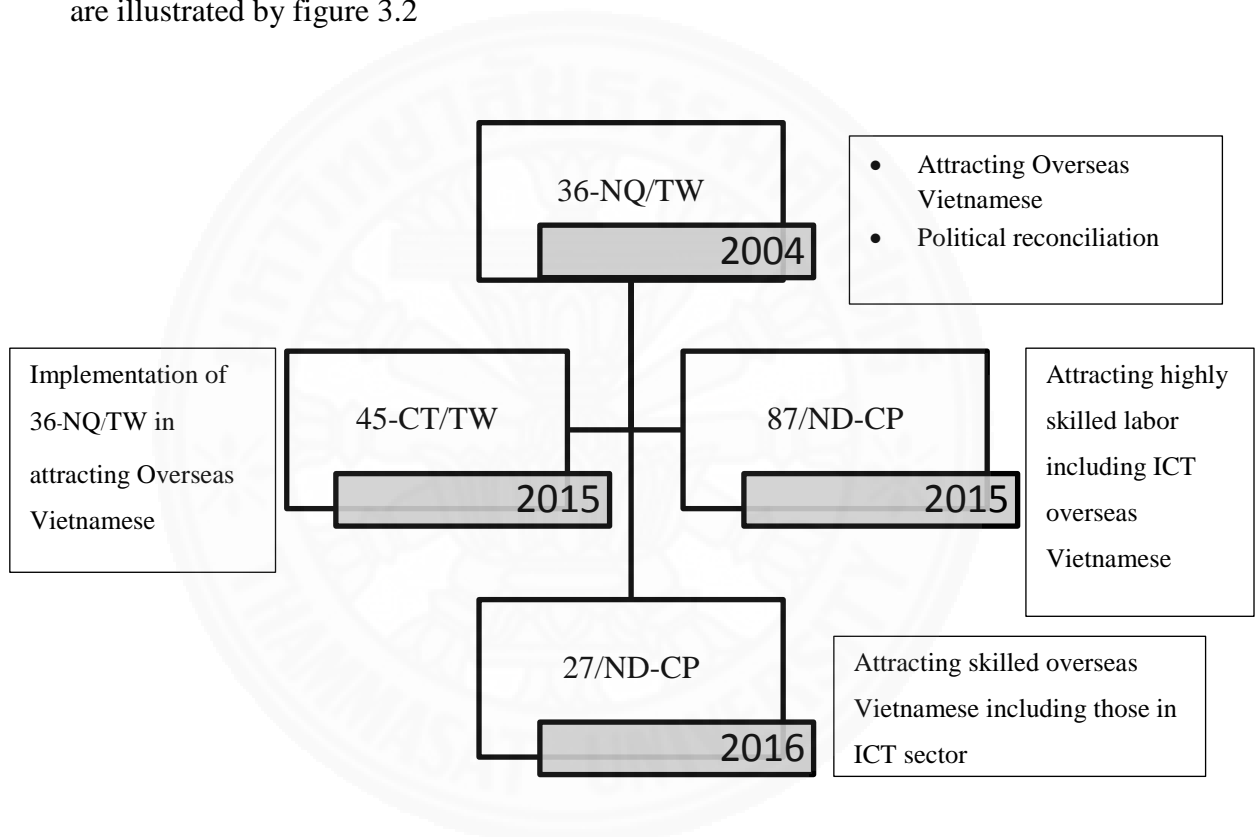 are illustrated by figure 3.2
36-NQ/TW
2004
• Attracting Overseas
Vietnamese
• Political reconciliation
Implementation of
36-NQ/TW in
attracting Overseas
Vietnamese
45-CT/TW
2015
87/ND-CP
2015
Attracting highly
skilled labor
including ICT
overseas
Vietnamese
27/ND-CP
2016
Attracting skilled overseas
Vietnamese including those in
ICT sector